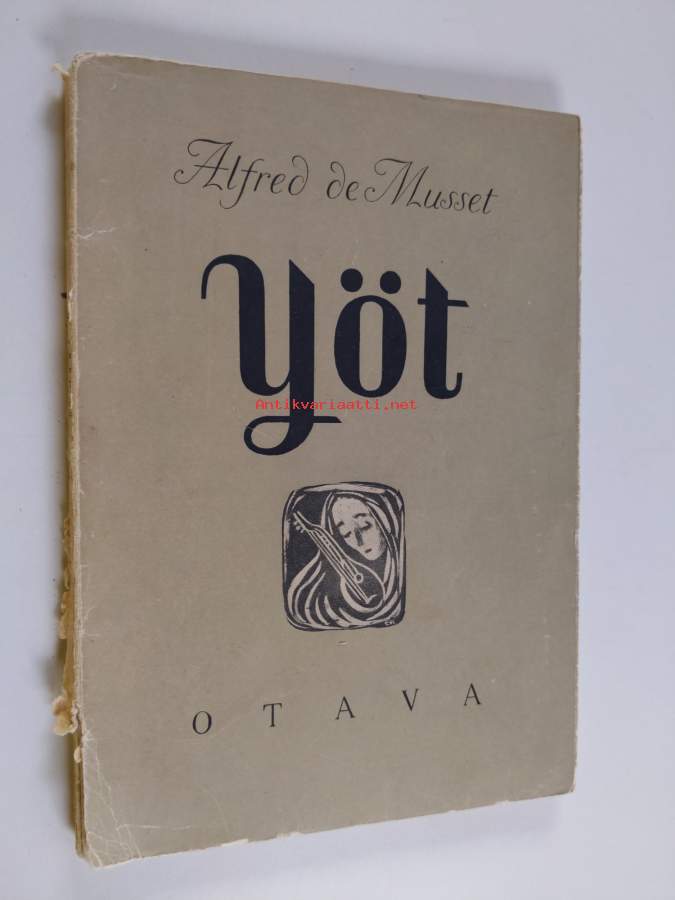 Alfred de Musset
Yöt
Antikvariaatti.net
OTAVA